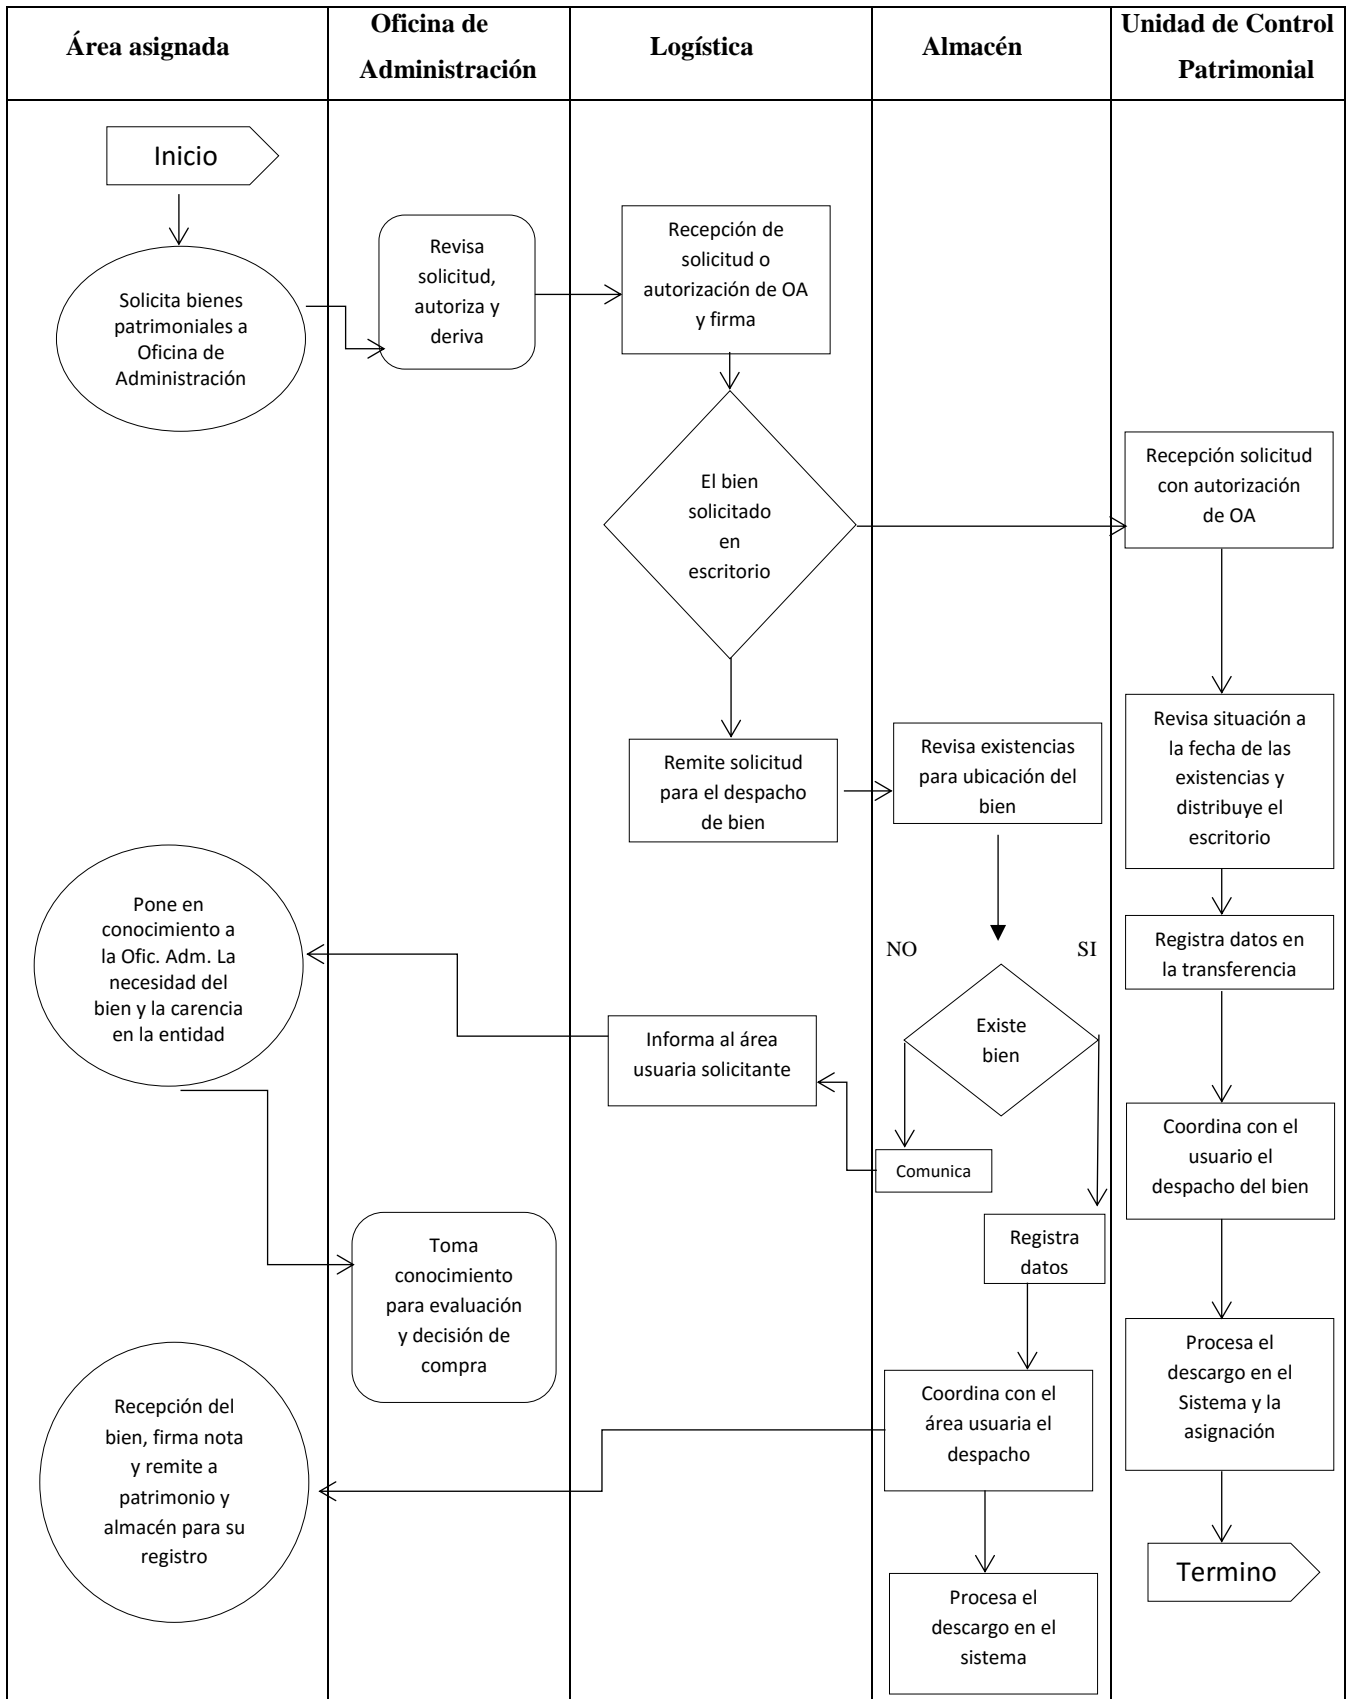 Área asignada
Oficina de
Administración
Logística
Almacén
Unidad de Control
Patrimonial
Inicio
Solicita bienes
patrimoniales a
Oficina de
Administración
Revisa
solicitud,
autoriza y
deriva
Recepción de
solicitud o
autorización de OA
y firma
El bien
solicitado
en
escritorio
Recepción solicitud
con autorización
de OA
Remite solicitud
para el despacho
de bien
Revisa existencias
para ubicación del
bien
Revisa situación a
la fecha de las
existencias y
distribuye el
escritorio
Pone en
conocimiento a
la Ofic. Adm. La
necesidad del
bien y la carencia
en la entidad
NO
SI
Registra datos en
la transferencia
Informa al área
usuaria solicitante
Existe
bien
Comunica
Coordina con el
usuario el
despacho del bien
Registra
datos
Toma
conocimiento
para evaluación
y decisión de
compra
Procesa el
descargo en el
Sistema y la
asignación
Recepción del
bien, firma nota
y remite a
patrimonio y
almacén para su
registro
Coordina con el
área usuaria el
despacho
Termino
Procesa el
descargo en el
sistema